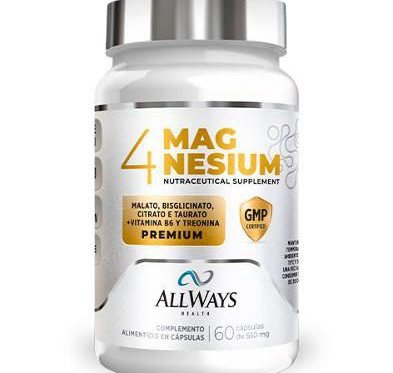 4 MAG
NESIUM
NUTRACEUTICAL SUPPLEMENT
MALATO, BISGLICINATO,
CITRATO E TAURATO
+VITAMINA B6 Y TREONINA
PREMIUM
GMP
CERTIFIED
ALLWAYS
HEALTH
COMPLEMENTO
ALIMENTICIO EN CÁPSULAS
60 cápsulas
de 560 mg